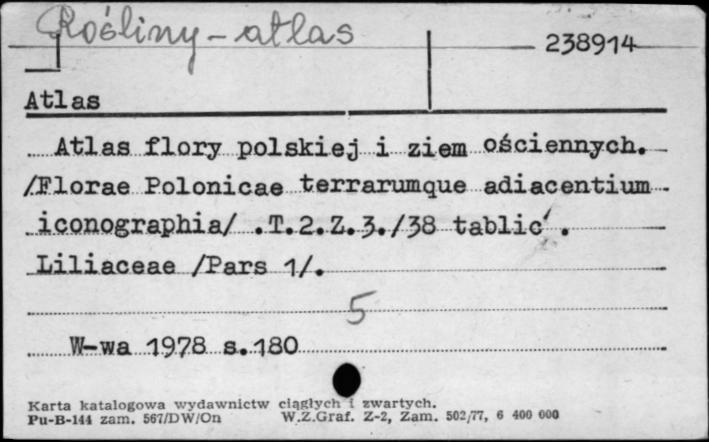 Rośliny - atlas
238914
Atlas
Atlas flory polskiej i ziem ościennych.
/Florae Polonicae terrarumque adiacentium
iconographia/ .T.2.Z.3./38 tablic .
Liliaceae /Pars 1/.
5
W-wa 1978 s.180
Karta katalogowa wydawnictw ciągłych i zwartych.
Pu-B-144 zam. 567/DW/On W.Z.Graf. Z-2, Zam. 502/77, 6 400 000